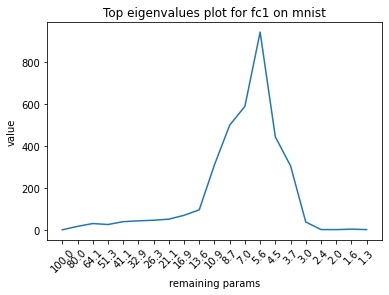 Top eigenvalues plot for fc1 on mnist
value
800
600
400
200
0
100.0 80.0 64.1 51.3 41.1 32.9 26.3 21.1 16.9 13.6 10.9 8.7 7.0 5.6 4.5 3.7 3.0 2.4 2.0 1.6 1.3
remaining params